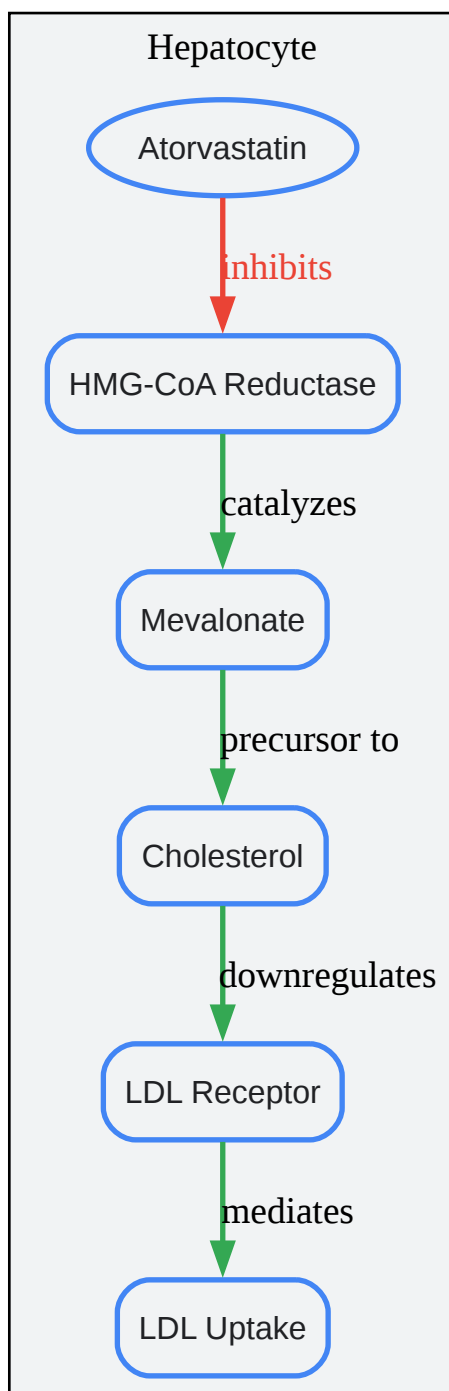 Hepatocyte
Atorvastatin
inhibits
HMG-CoA Reductase
catalyzes
Mevalonate
precursor to
Cholesterol
downregulates
LDL Receptor
mediates
LDL Uptake